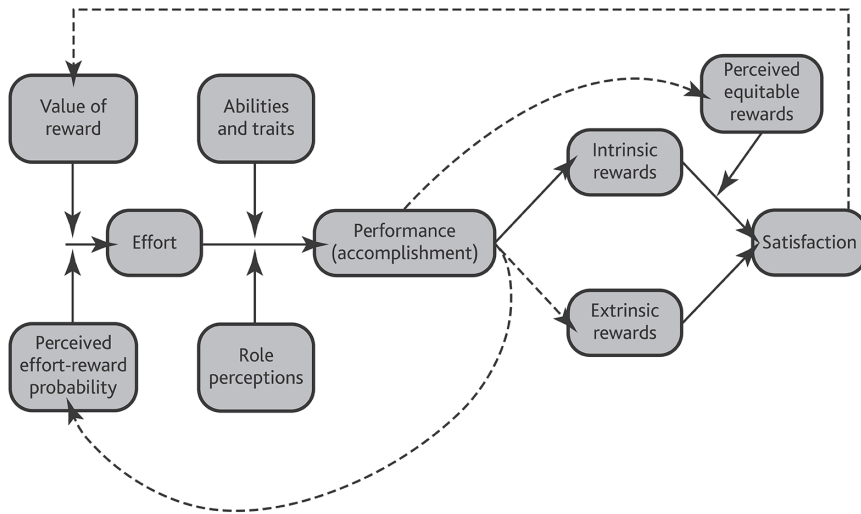 Value of
reward
Abilities
and traits
Perceived
equitable
rewards
Intrinsic
rewards
Effort
Performance
(accomplishment)
Satisfaction
Extrinsic
rewards
Perceived
effort-reward
probability
Role
perceptions